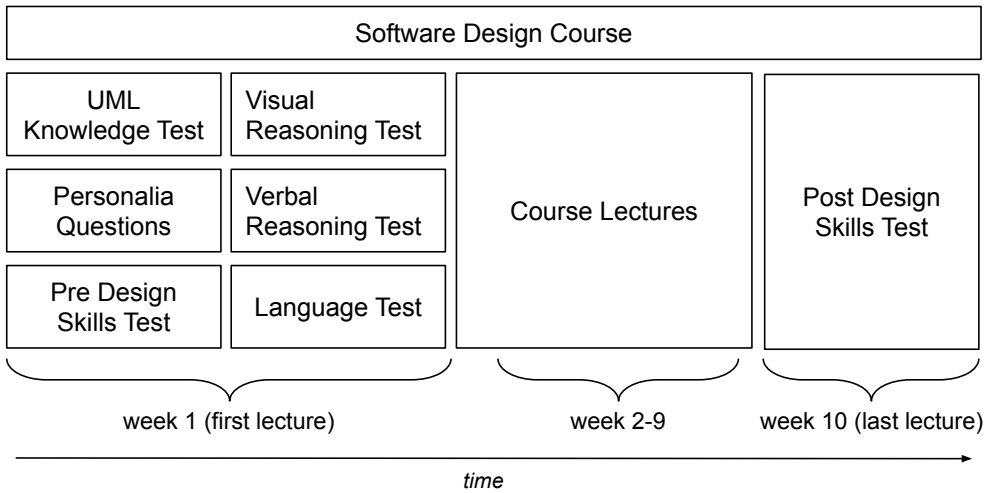 Software Design Course
UML
Knowledge Test
Visual
Reasoning Test
Personalia
Questions
Verbal
Reasoning Test
Pre Design
Skills Test
Language Test
Course Lectures
Post Design
Skills Test
week 1 (first lecture)
week 2-9
week 10 (last lecture)
time